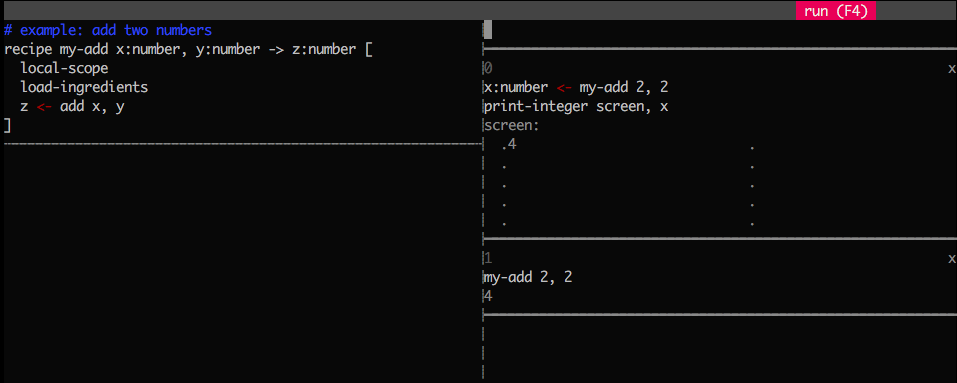 run (F4)
# example: add two numbers
recipe my-add x:number, y:number -> z:number [
  local-scope
  load-ingredients
  z <- add x, y
]
0 x
x:number <- my-add 2, 2
print-integer screen, x
screen:
  .4                              .
  .                               .
  .                               .
  .                               .
  .                               .
1 x
my-add 2, 2
4